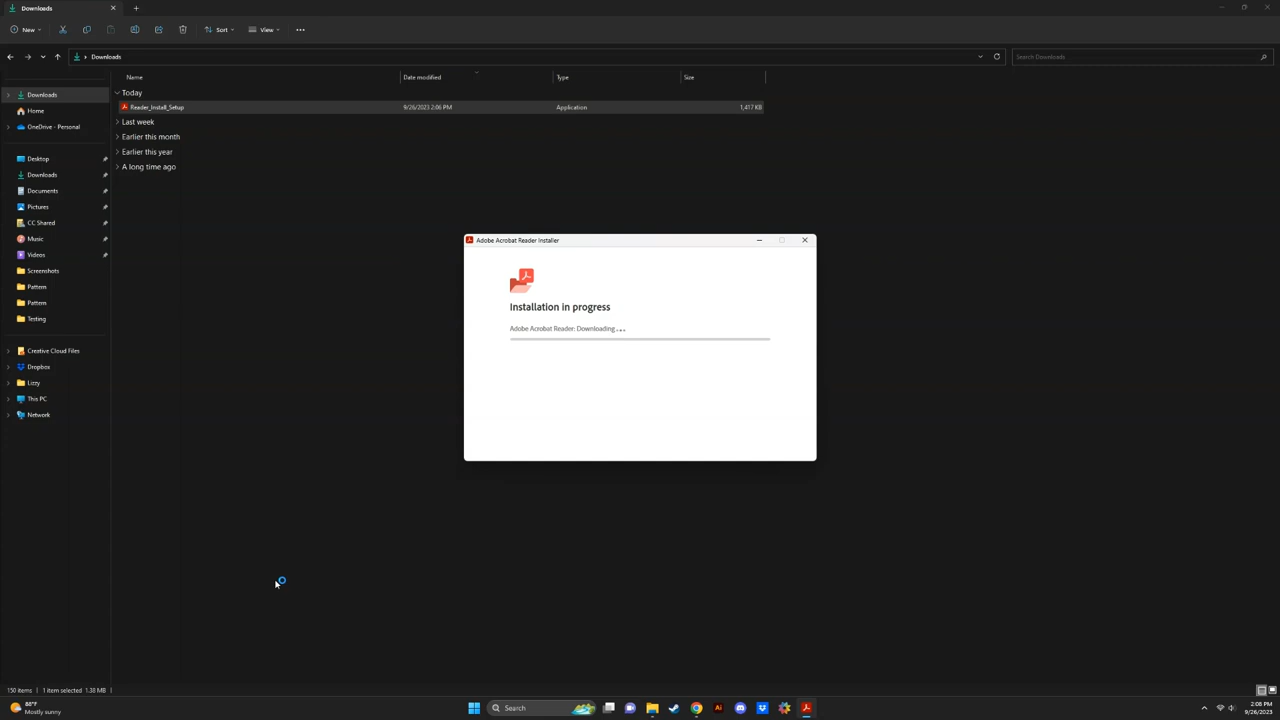 Downloads
New
Sort
View
Downloads
Search Downloads
Name
Date modified
Type
Size
Downloads
Home
OneDrive - Personal
Desktop
Downloads
Documents
Pictures
CC Shared
Music
Videos
Screenshots
Pattern
Pattern
Testing
Creative Cloud Files
Dropbox
Lizzy
This PC
Network
Today
Reader_Install_Setup
9/26/2023 2:06 PM
Application
1,417 KB
Last week
Earlier this month
Earlier this year
A long time ago
Adobe Acrobat Reader Installer
Installation in progress
Adobe Acrobat Reader: Downloading...
150 items
1 item selected 1.38 MB
88°F
Mostly sunny
Search
Ai
2:08 PM
9/26/2023